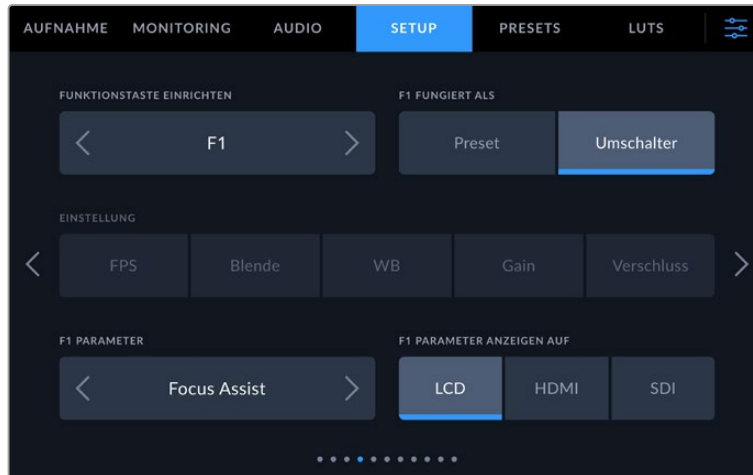 AUFNAHME MONITORING AUDIO SETUP PRESETS LUTS
FUNKTIONSTASTE EINRICHTEN F1 FUNGIERT ALS
F1 Preset Umschalter
EINSTELLUNG
FPS Blende WB Gain Verschluss
F1 PARAMETER F1 PARAMETER ANZEIGEN AUF
Focus Assist LCD HDMI SDI